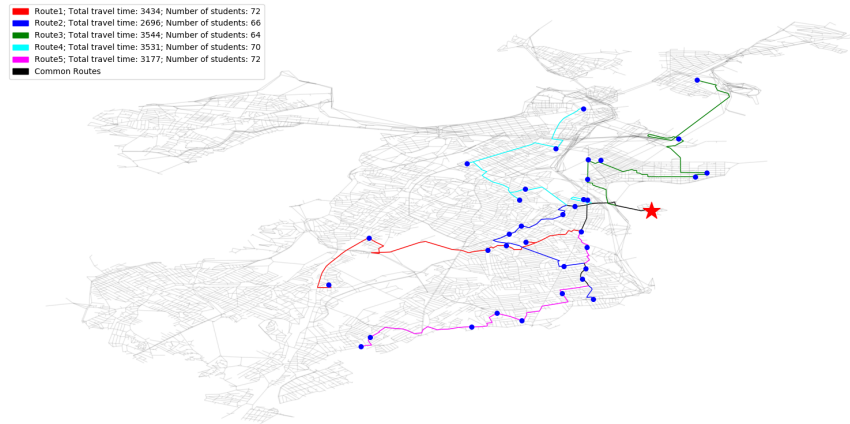 Route1; Total travel time: 3434; Number of students: 72
Route2; Total travel time: 2696; Number of students: 66
Route3; Total travel time: 3544; Number of students: 64
Route4; Total travel time: 3531; Number of students: 70
Route5; Total travel time: 3177; Number of students: 72
Common Routes